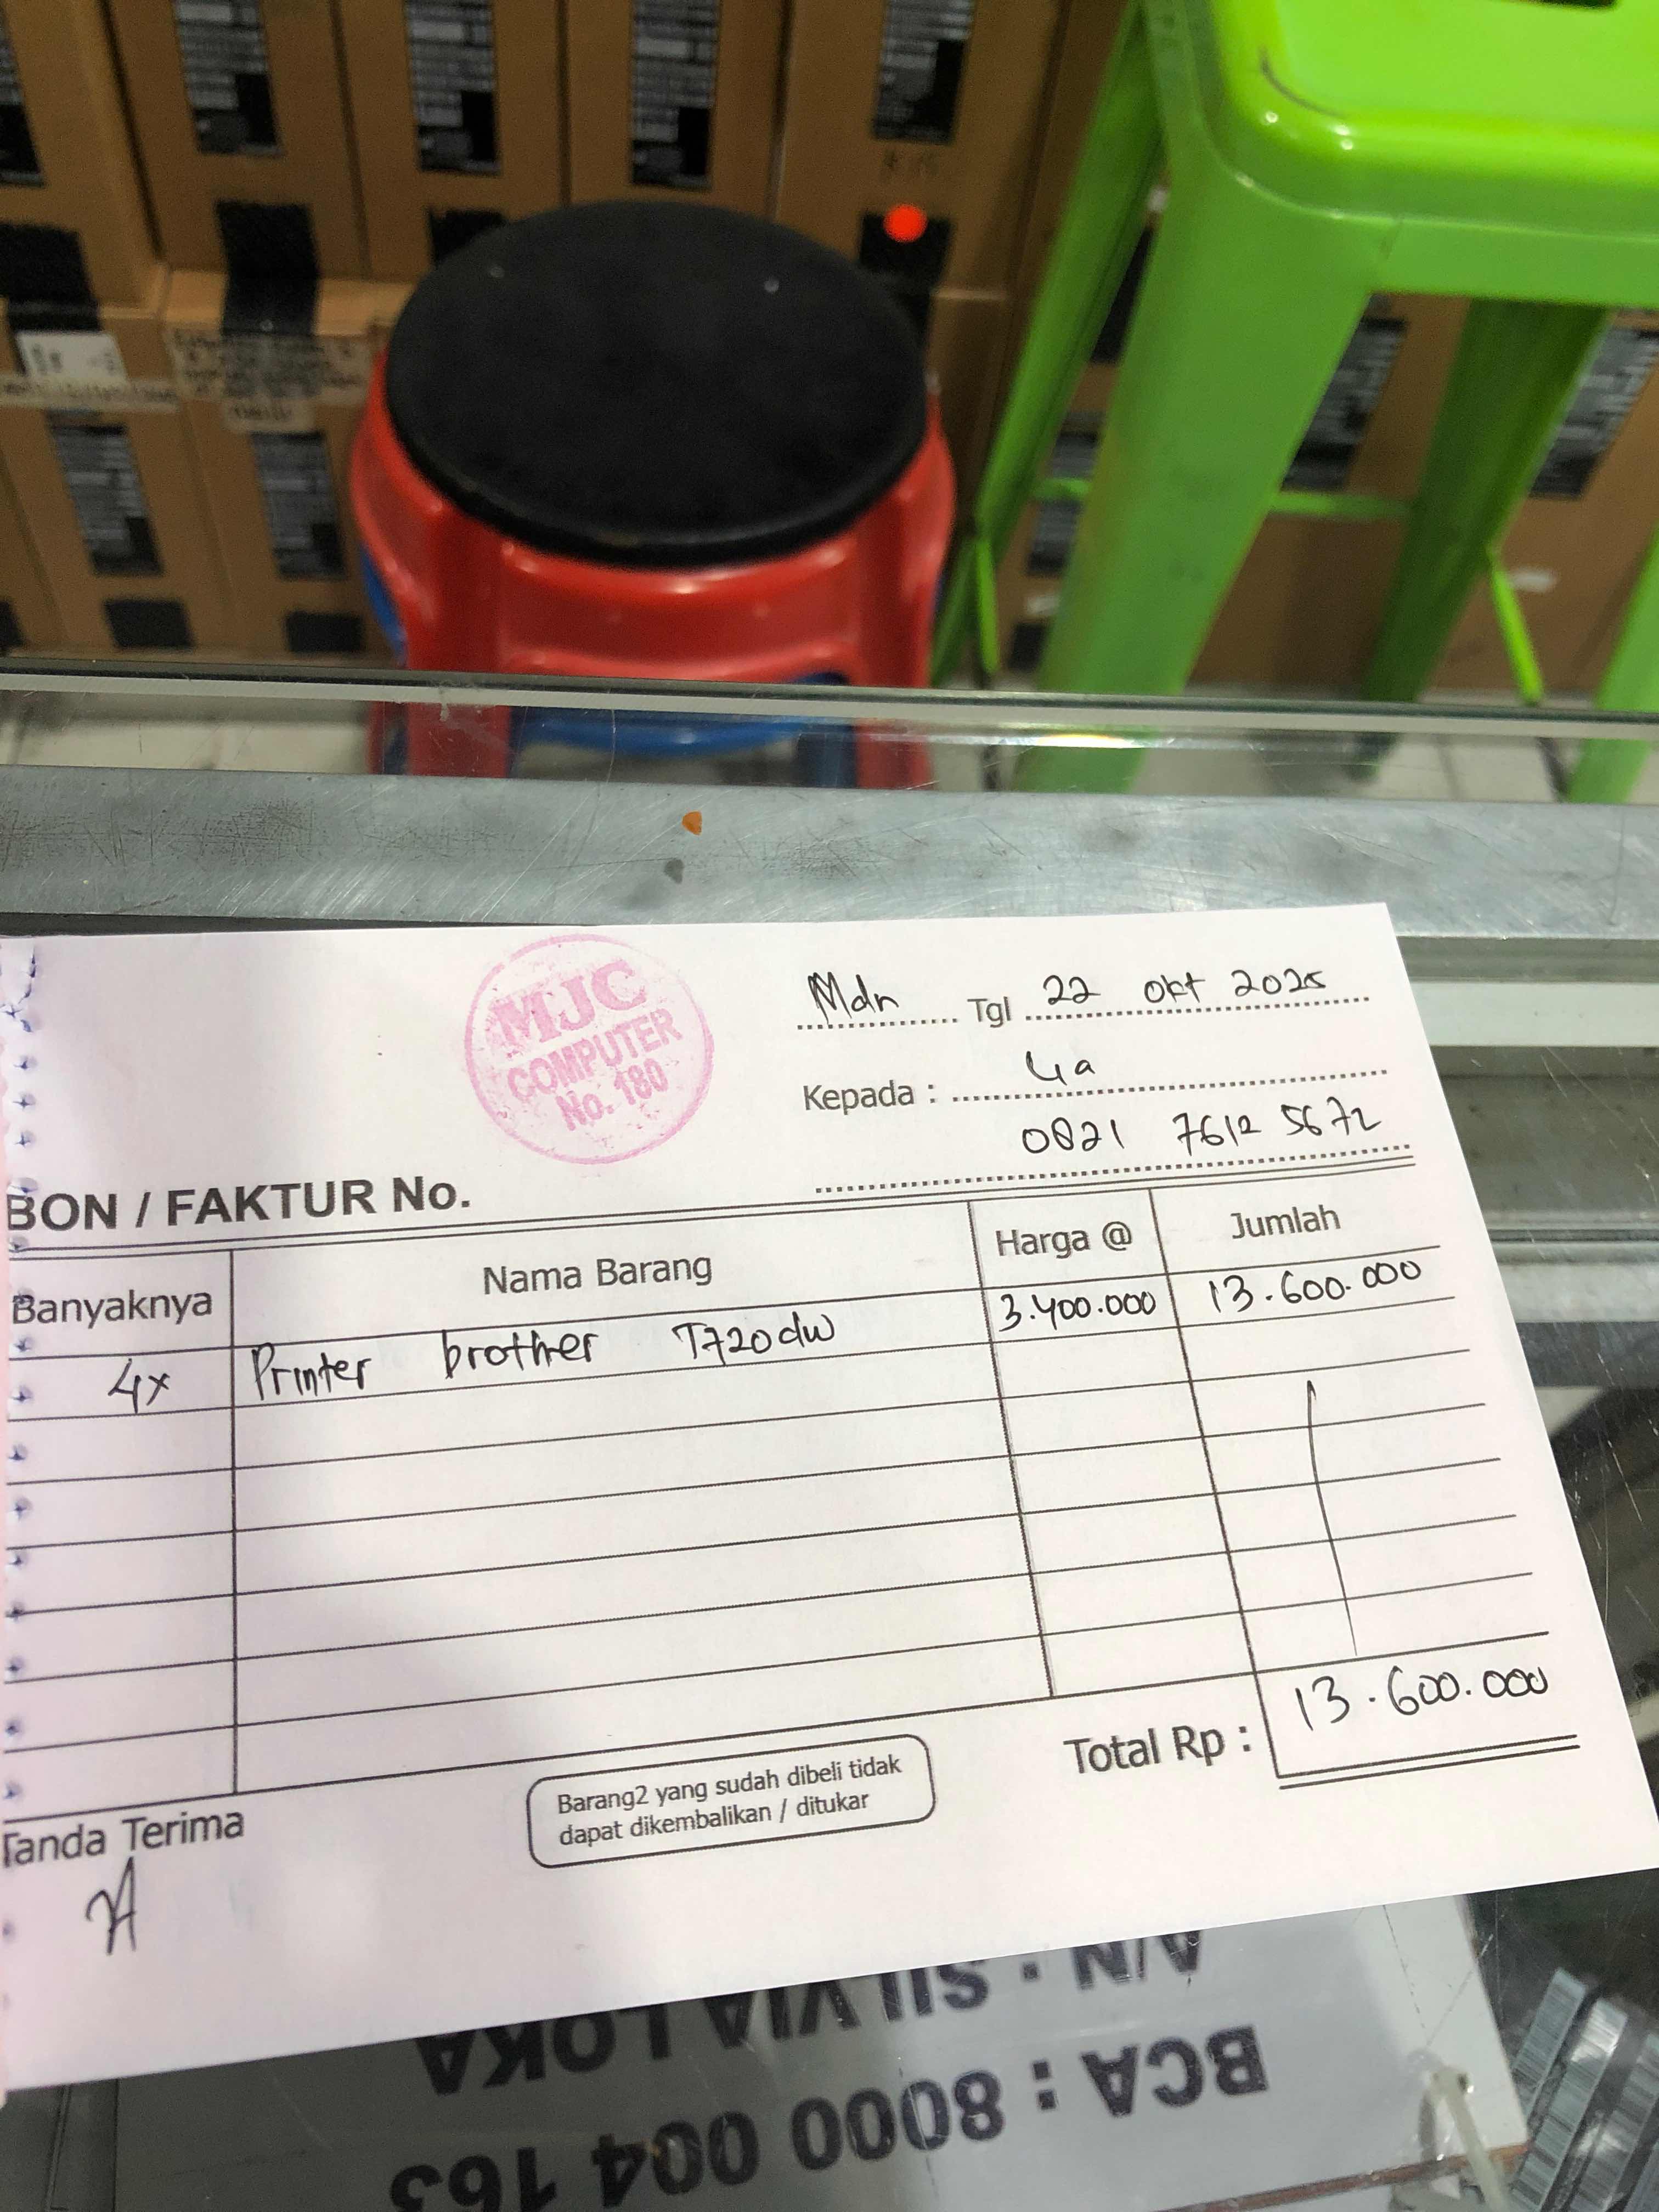 MJC
COMPUTER
No. 180
Mdn Tgl 22 Okt 2025
Kepada :
0821 7612 5672
BON / FAKTUR No.
Banyaknya Nama Barang Harga @ Jumlah
4x Printer brother T720dw 3.400.000 13.600.000
Total Rp : 13.600.000
Tanda Terima
Barang2 yang sudah dibeli tidak
dapat dikembalikan / ditukar
BCA : 8000 004 163
A/N : SILVIA LOKA